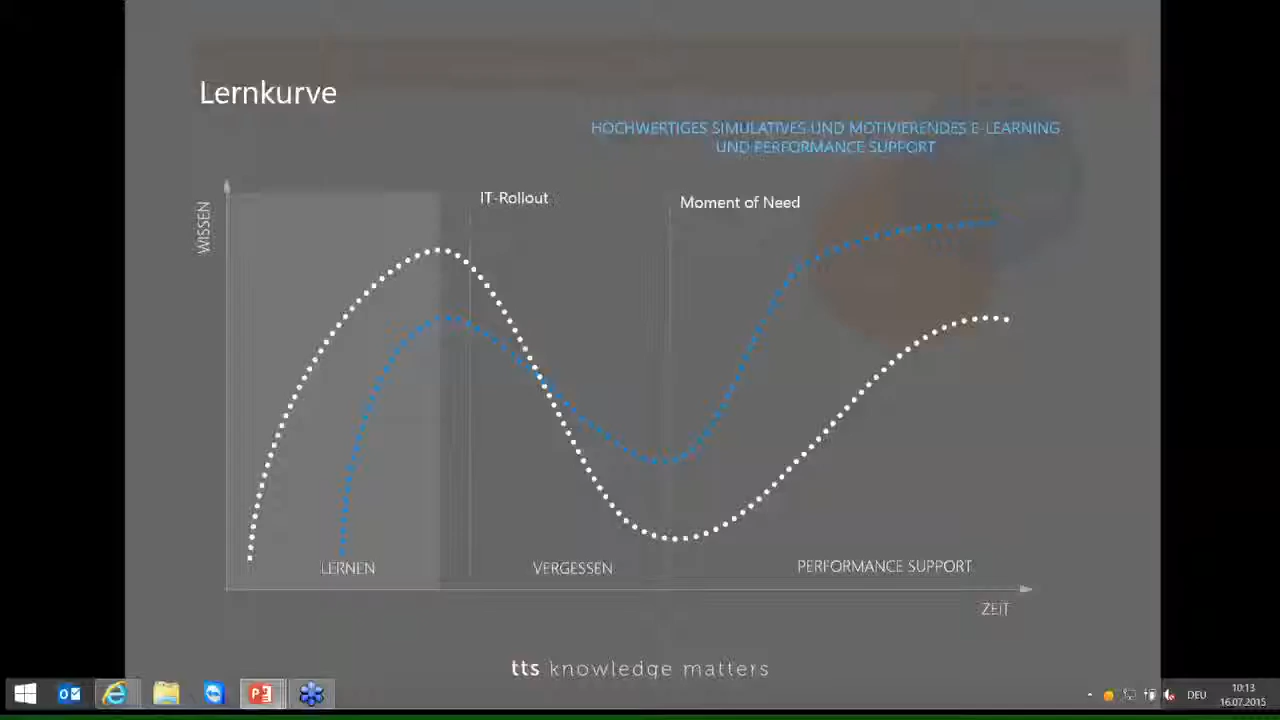 Lernkurve
HOCHWERTIGES SIMULATIVES UND MOTIVIERENDES E-LEARNING
UND PERFORMANCE SUPPORT
IT-Rollout
Moment of Need
WISSEN
LERNEN
VERGESSEN
PERFORMANCE SUPPORT
ZEIT
tts knowledge matters
DEU
10:13
16.07.2015